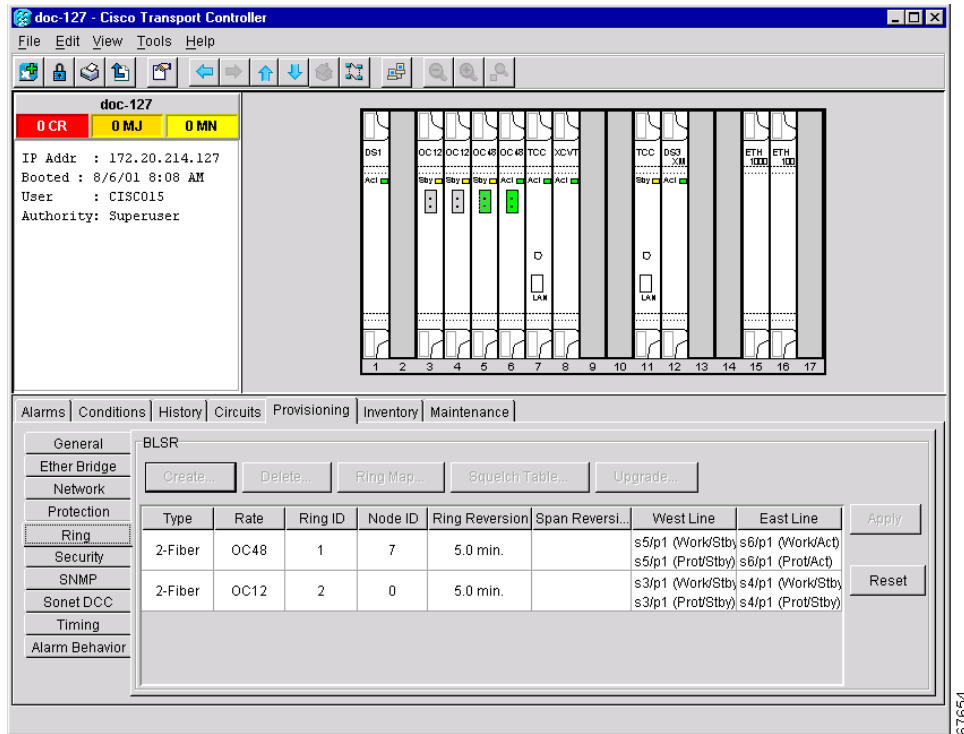 doc-127 - Cisco Transport Controller
File Edit View Tools Help
doc-127
0 CR 0 MJ 0 MN
IP Addr : 172.20.214.127
Booted : 8/6/01 8:08 AM
User : CISCO15
Authority: Superuser
DS1 OC12 OC12 OC48 OC48 TCC XCVT TCC DS3 XM ETH 1000 ETH 100
Act Sby Sby Sby Act Act Act Sby Act
LAN LAN
1 2 3 4 5 6 7 8 9 10 11 12 13 14 15 16 17
Alarms Conditions History Circuits Provisioning Inventory Maintenance
General
Ether Bridge
Network
Protection
Ring
Security
SNMP
Sonet DCC
Timing
Alarm Behavior
BLSR
Create... Delete... Ring Map... Squelch Table... Upgrade...
Type Rate Ring ID Node ID Ring Reversion Span Reversi... West Line East Line
2-Fiber OC48 1 7 5.0 min. s5/p1 (Work/Stby s6/p1 (Work/Act)
s5/p1 (Prot/Stby) s6/p1 (Prot/Act)
2-Fiber OC12 2 0 5.0 min. s3/p1 (Work/Stby s4/p1 (Work/Stby
s3/p1 (Prot/Stby) s4/p1 (Prot/Stby)
Apply
Reset
67654